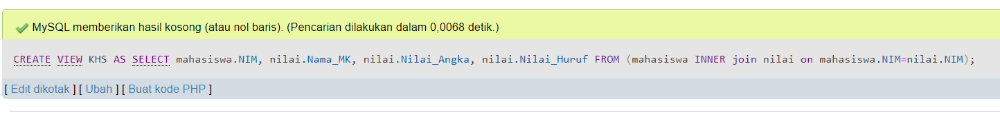 MySQL memberikan hasil kosong (atau nol baris). (Pencarian dilakukan dalam 0,0068 detik.)
CREATE VIEW KHS AS SELECT mahasiswa.NIM, nilai.Nama_MK, nilai.Nilai_Angka, nilai.Nilai_Huruf FROM (mahasiswa INNER join nilai on mahasiswa.NIM=nilai.NIM);
[ Edit dikotak ] [ Ubah ] [ Buat kode PHP ]